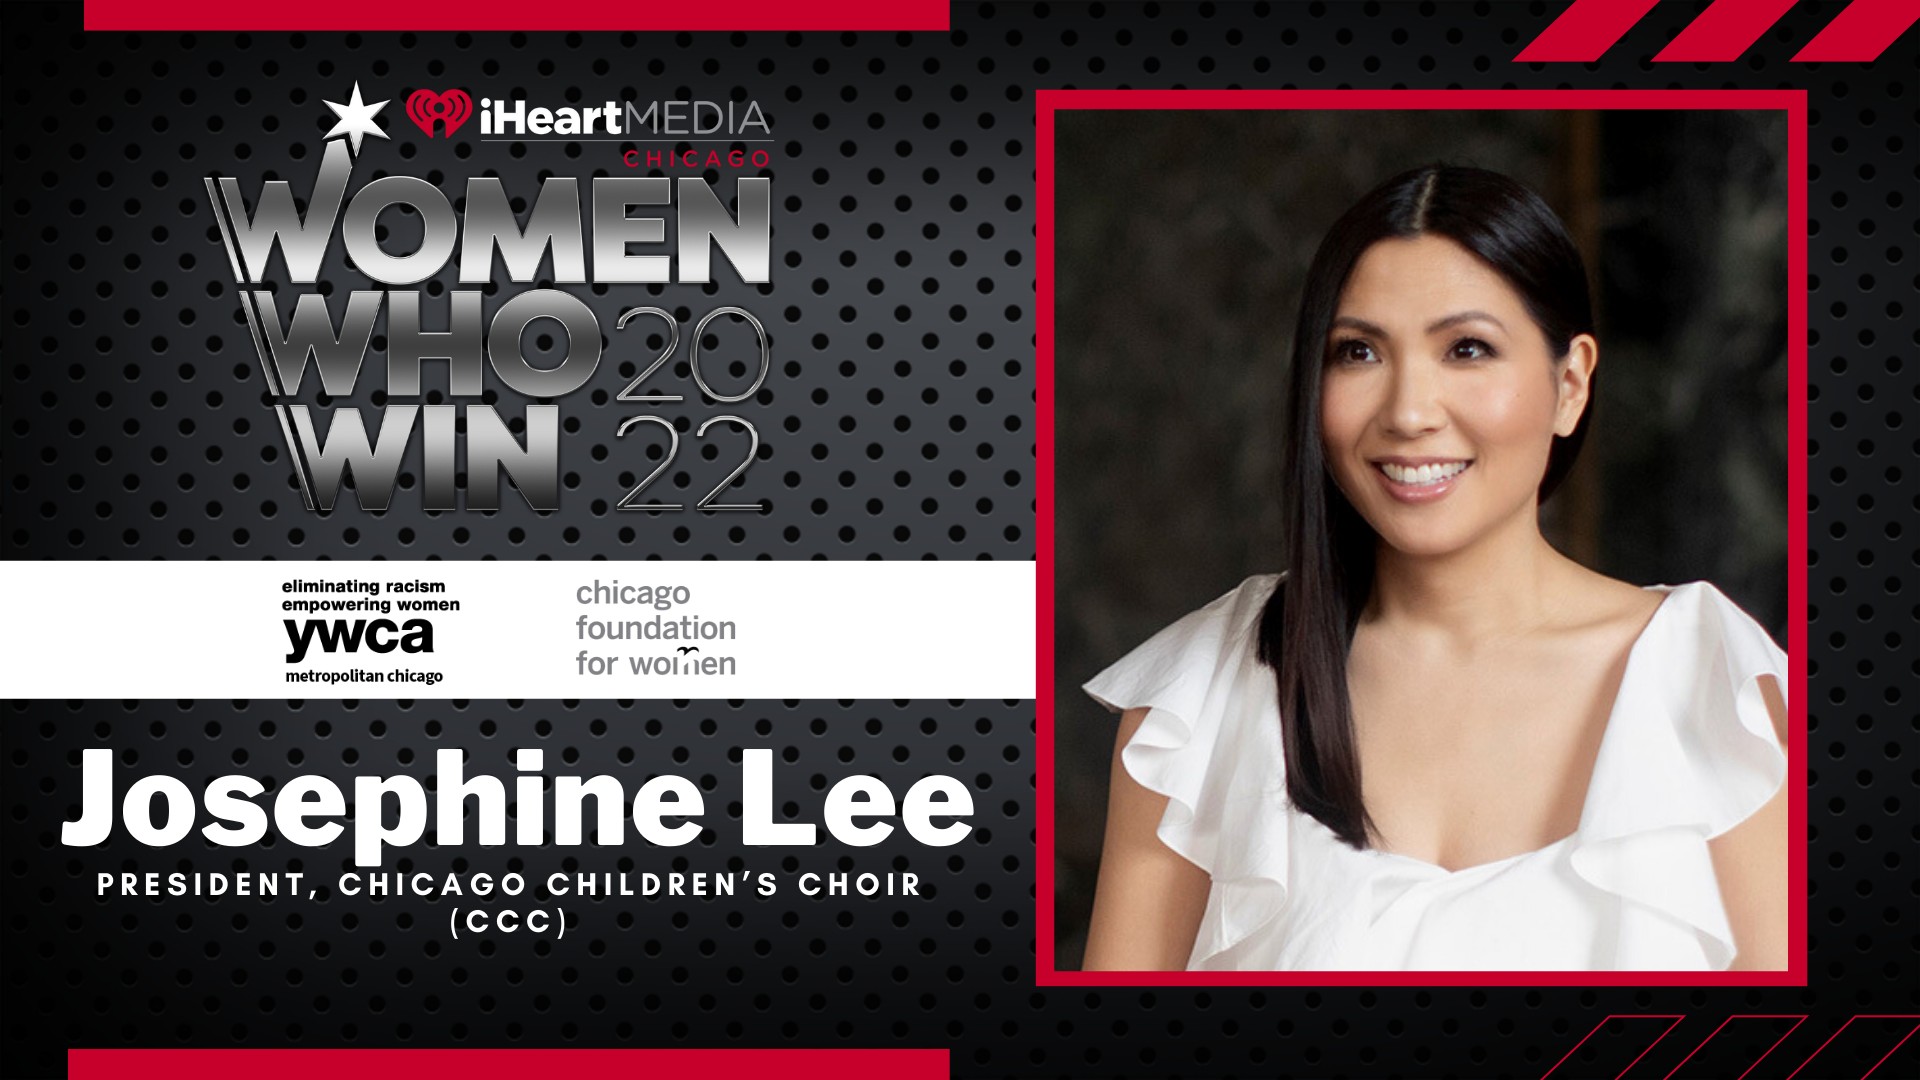 iHeartMEDIA
CHICAGO
WOMEN
WHO 20
WIN 22
eliminating racism
empowering women
ywca
metropolitan chicago
chicago
foundation
for women
Josephine Lee
PRESIDENT, CHICAGO CHILDREN'S CHOIR
(CCC)